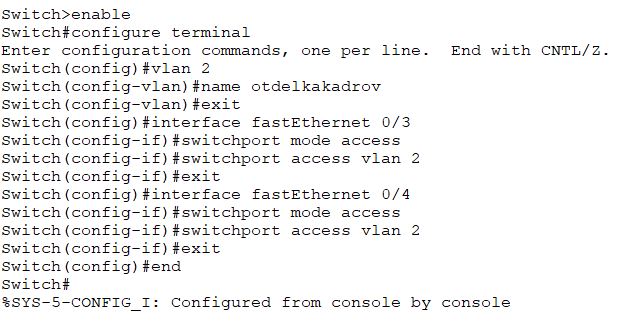 Switch>enable
Switch#configure terminal
Enter configuration commands, one per line.  End with CNTL/Z.
Switch(config)#vlan 2
Switch(config-vlan)#name otdelkakadrov
Switch(config-vlan)#exit
Switch(config)#interface fastEthernet 0/3
Switch(config-if)#switchport mode access
Switch(config-if)#switchport access vlan 2
Switch(config-if)#exit
Switch(config)#interface fastEthernet 0/4
Switch(config-if)#switchport mode access
Switch(config-if)#switchport access vlan 2
Switch(config-if)#exit
Switch(config)#end
Switch#
%SYS-5-CONFIG_I: Configured from console by console